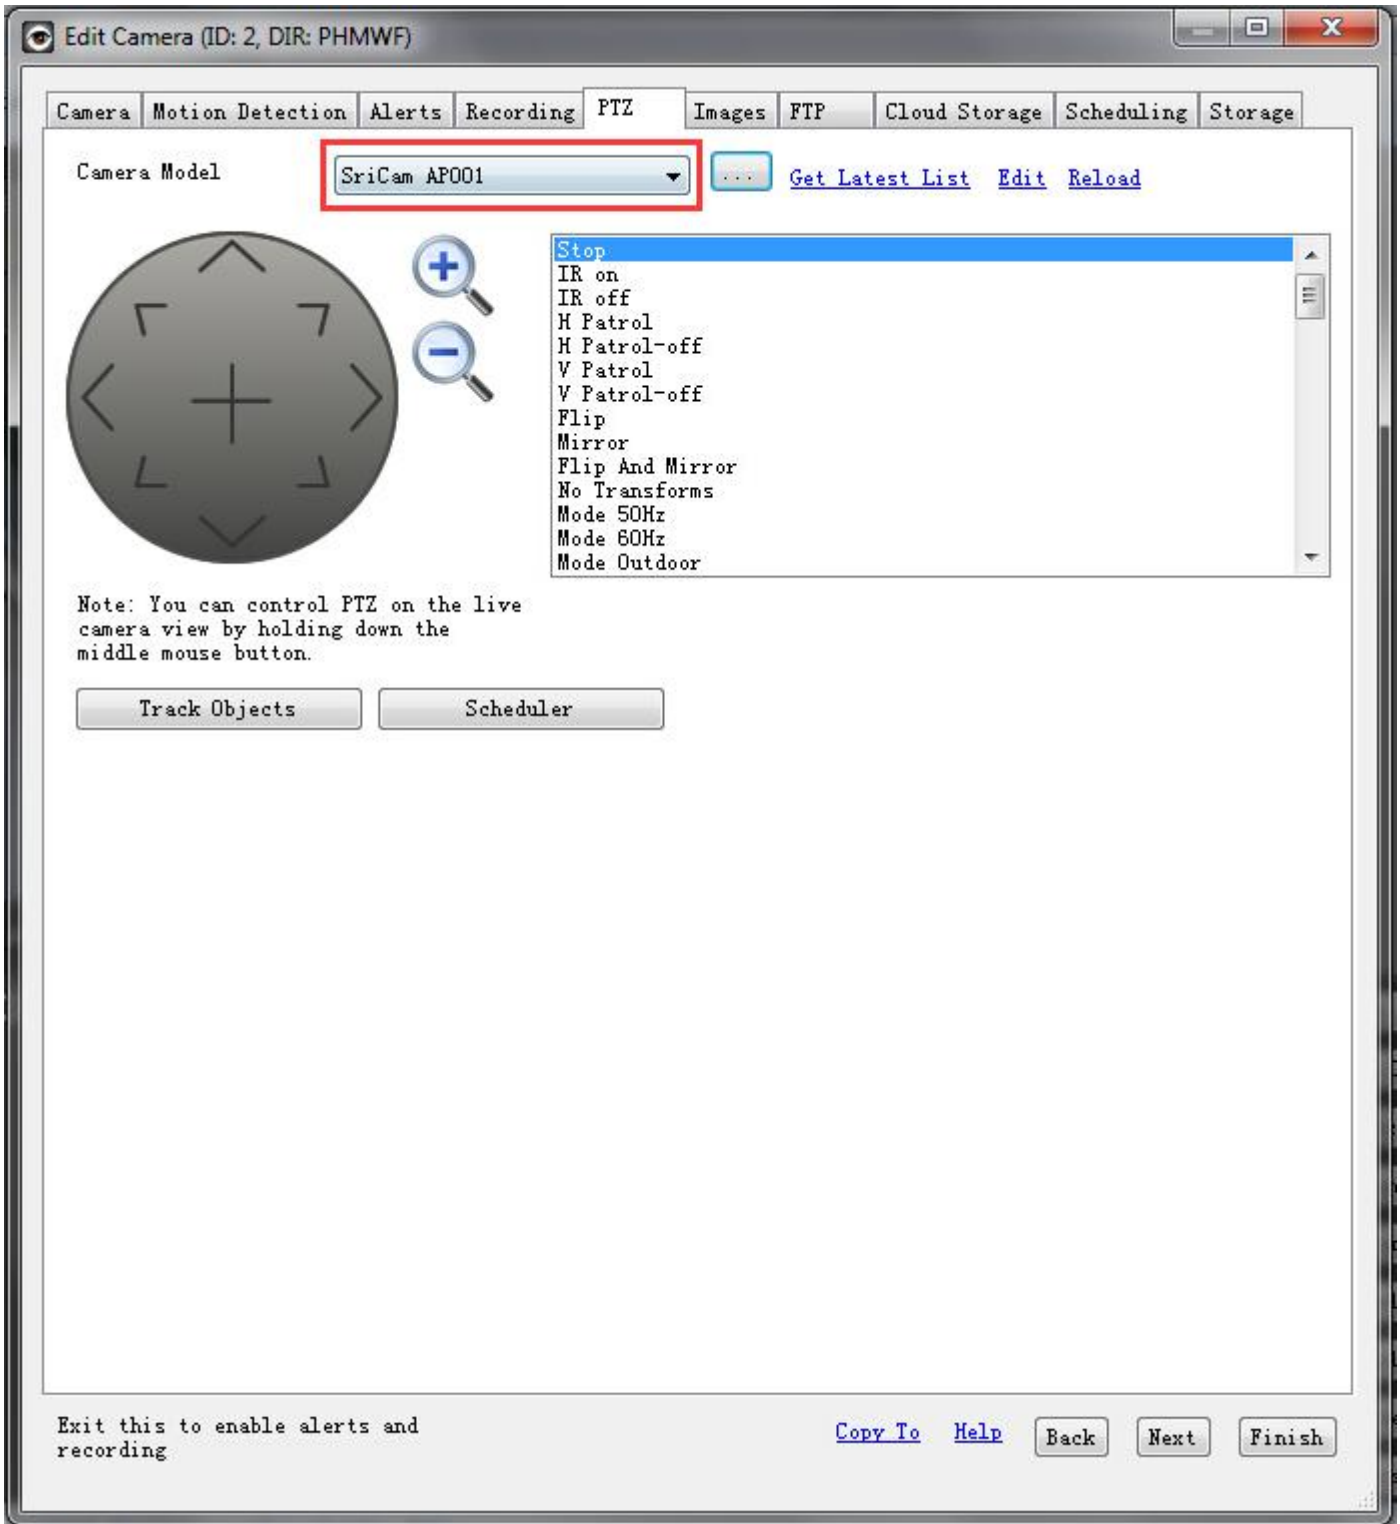 Edit Camera (ID: 2, DIR: PHMWF)
Camera Motion Detection Alerts Recording PTZ Images FTP Cloud Storage Scheduling Storage
Camera Model SriCam AP001 ... Get Latest List Edit Reload
Stop
IR on
IR off
H Patrol
H Patrol-off
V Patrol
V Patrol-off
Flip
Mirror
Flip And Mirror
No Transforms
Mode 50Hz
Mode 60Hz
Mode Outdoor
Note: You can control PTZ on the live
camera view by holding down the
middle mouse button.
Track Objects Scheduler
Exit this to enable alerts and
recording
Copy To Help Back Next Finish